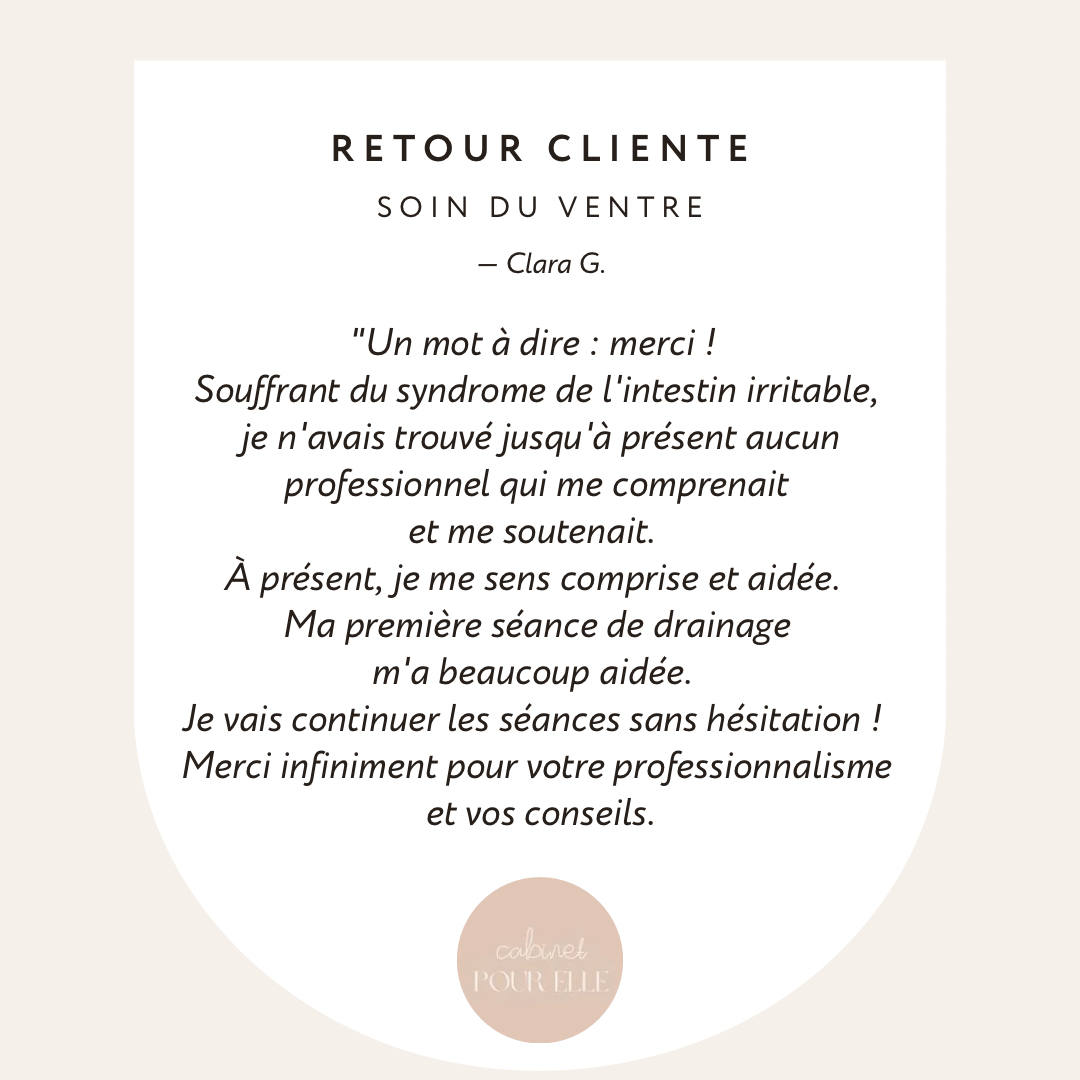 RETOUR CLIENTE
SOIN DU VENTRE
– Clara G.
"Un mot à dire : merci !
Souffrant du syndrome de l'intestin irritable,
je n'avais trouvé jusqu'à présent aucun
professionnel qui me comprenait
et me soutenait.
À présent, je me sens comprise et aidée.
Ma première séance de drainage
m'a beaucoup aidée.
Je vais continuer les séances sans hésitation !
Merci infiniment pour votre professionnalisme
et vos conseils.
cabinet
POUR ELLE